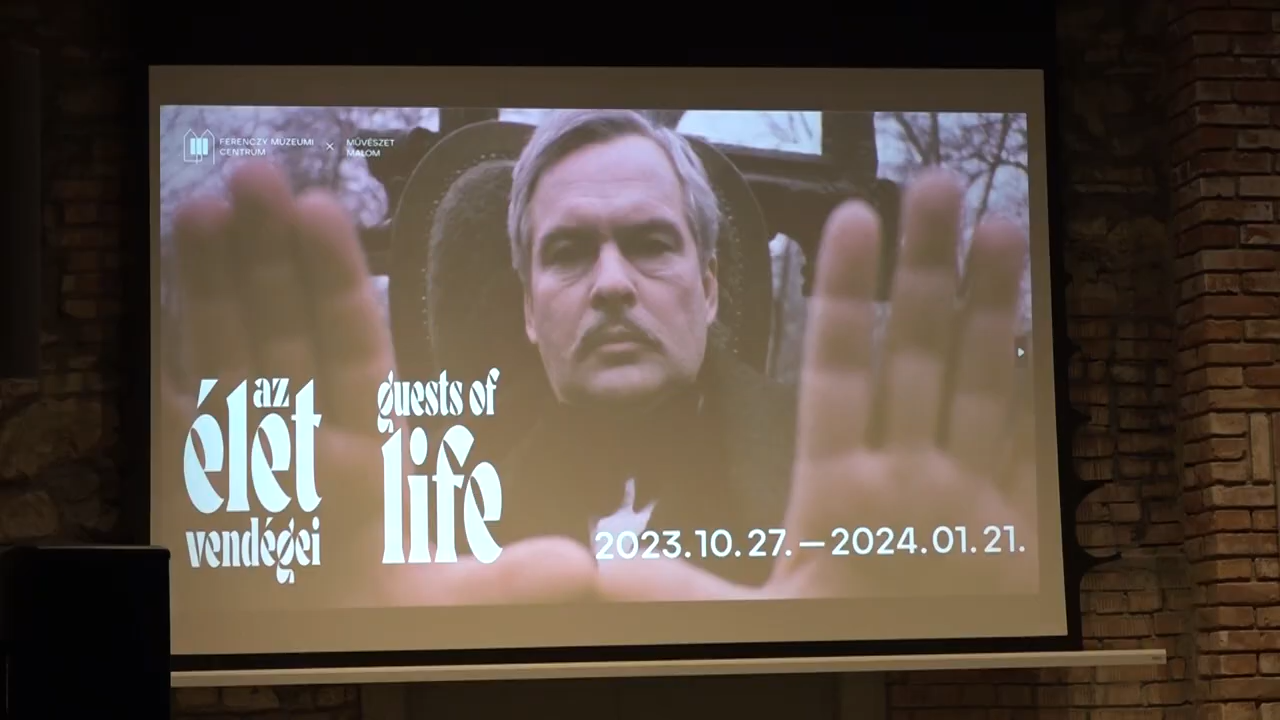 FERENCZY MÚZEUMI
CENTRUM
×
MŰVÉSZET
MALOM
az
élet
vendégei
guests of
life
2023.10.27.—2024.01.21.